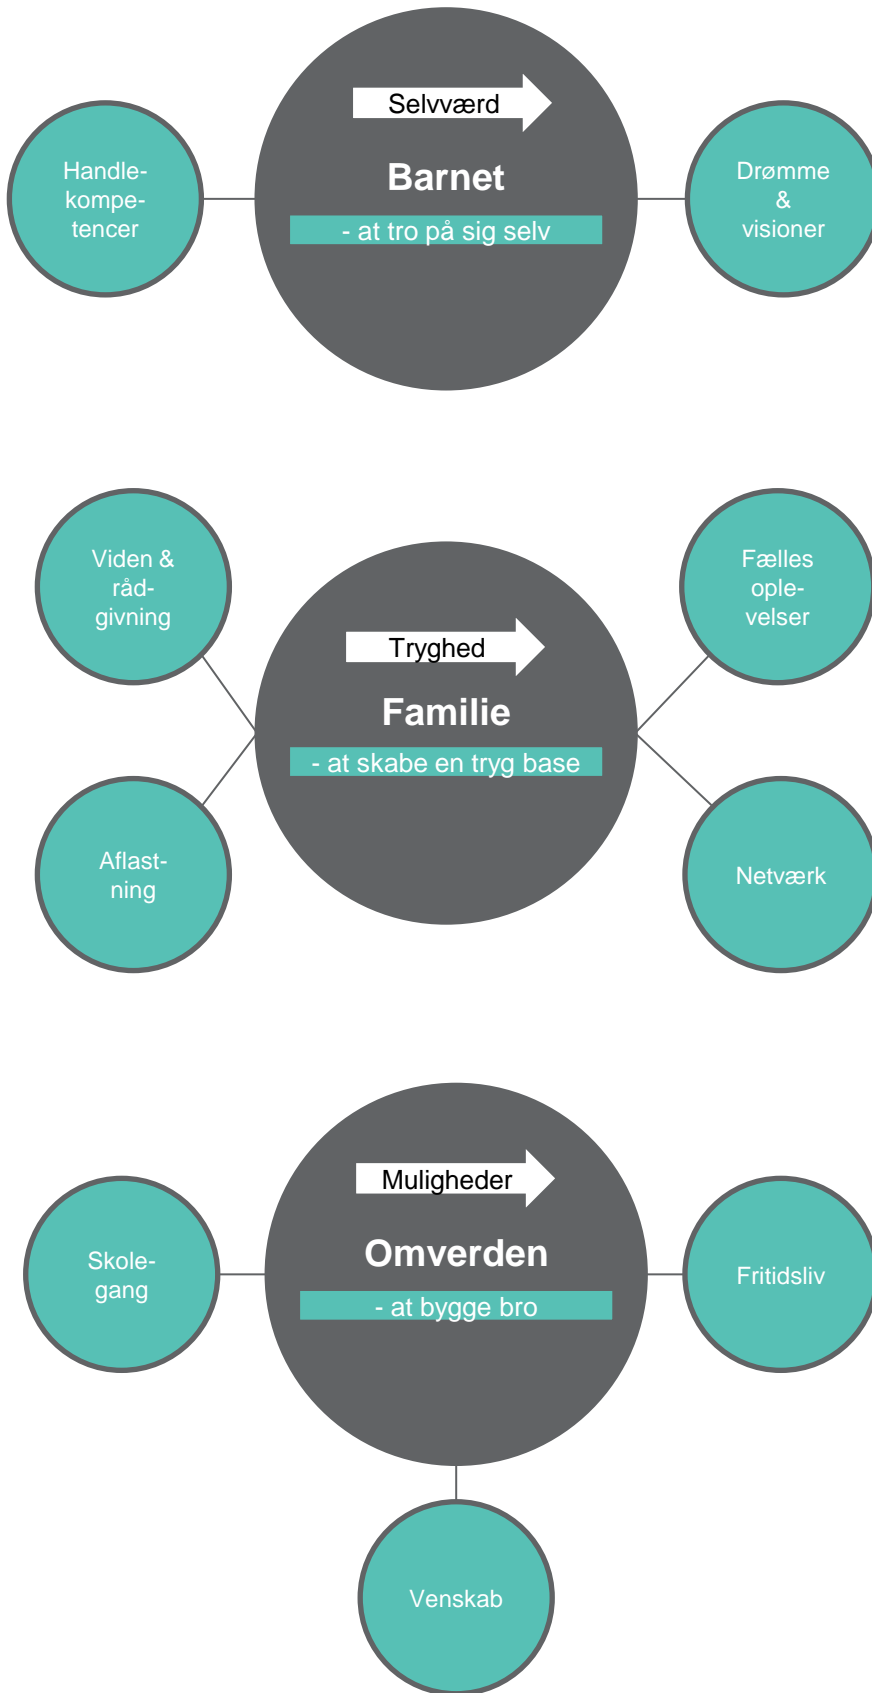 Selvværd
Barnet
- at tro på sig selv
Handle-
kompe-
tencer
Drømme
&
visioner
Viden &
råd-
givning
Fælles
ople-
velser
Tryghed
Familie
- at skabe en tryg base
Aflast-
ning
Netværk
Muligheder
Omverden
- at bygge bro
Skole-
gang
Fritidsliv
Venskab